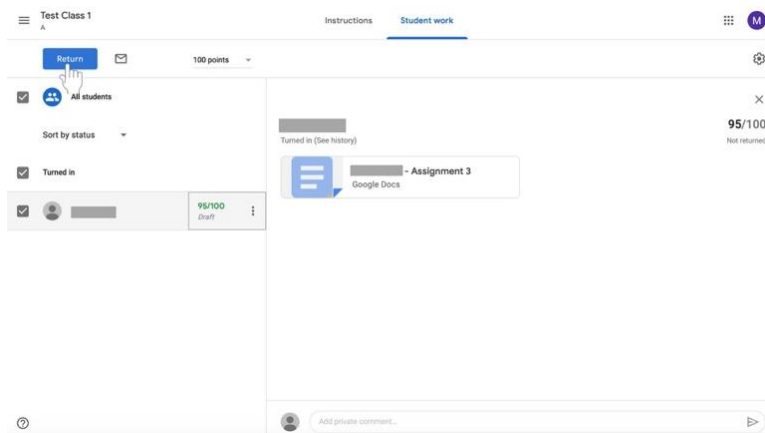 Test Class 1
A
Instructions
Student work
M
Return
100 points
All students
Sort by status
Turned in
95/100
Draft
95/100
Turned in (See history)
Not returned
- Assignment 3
Google Docs
Add private comment...